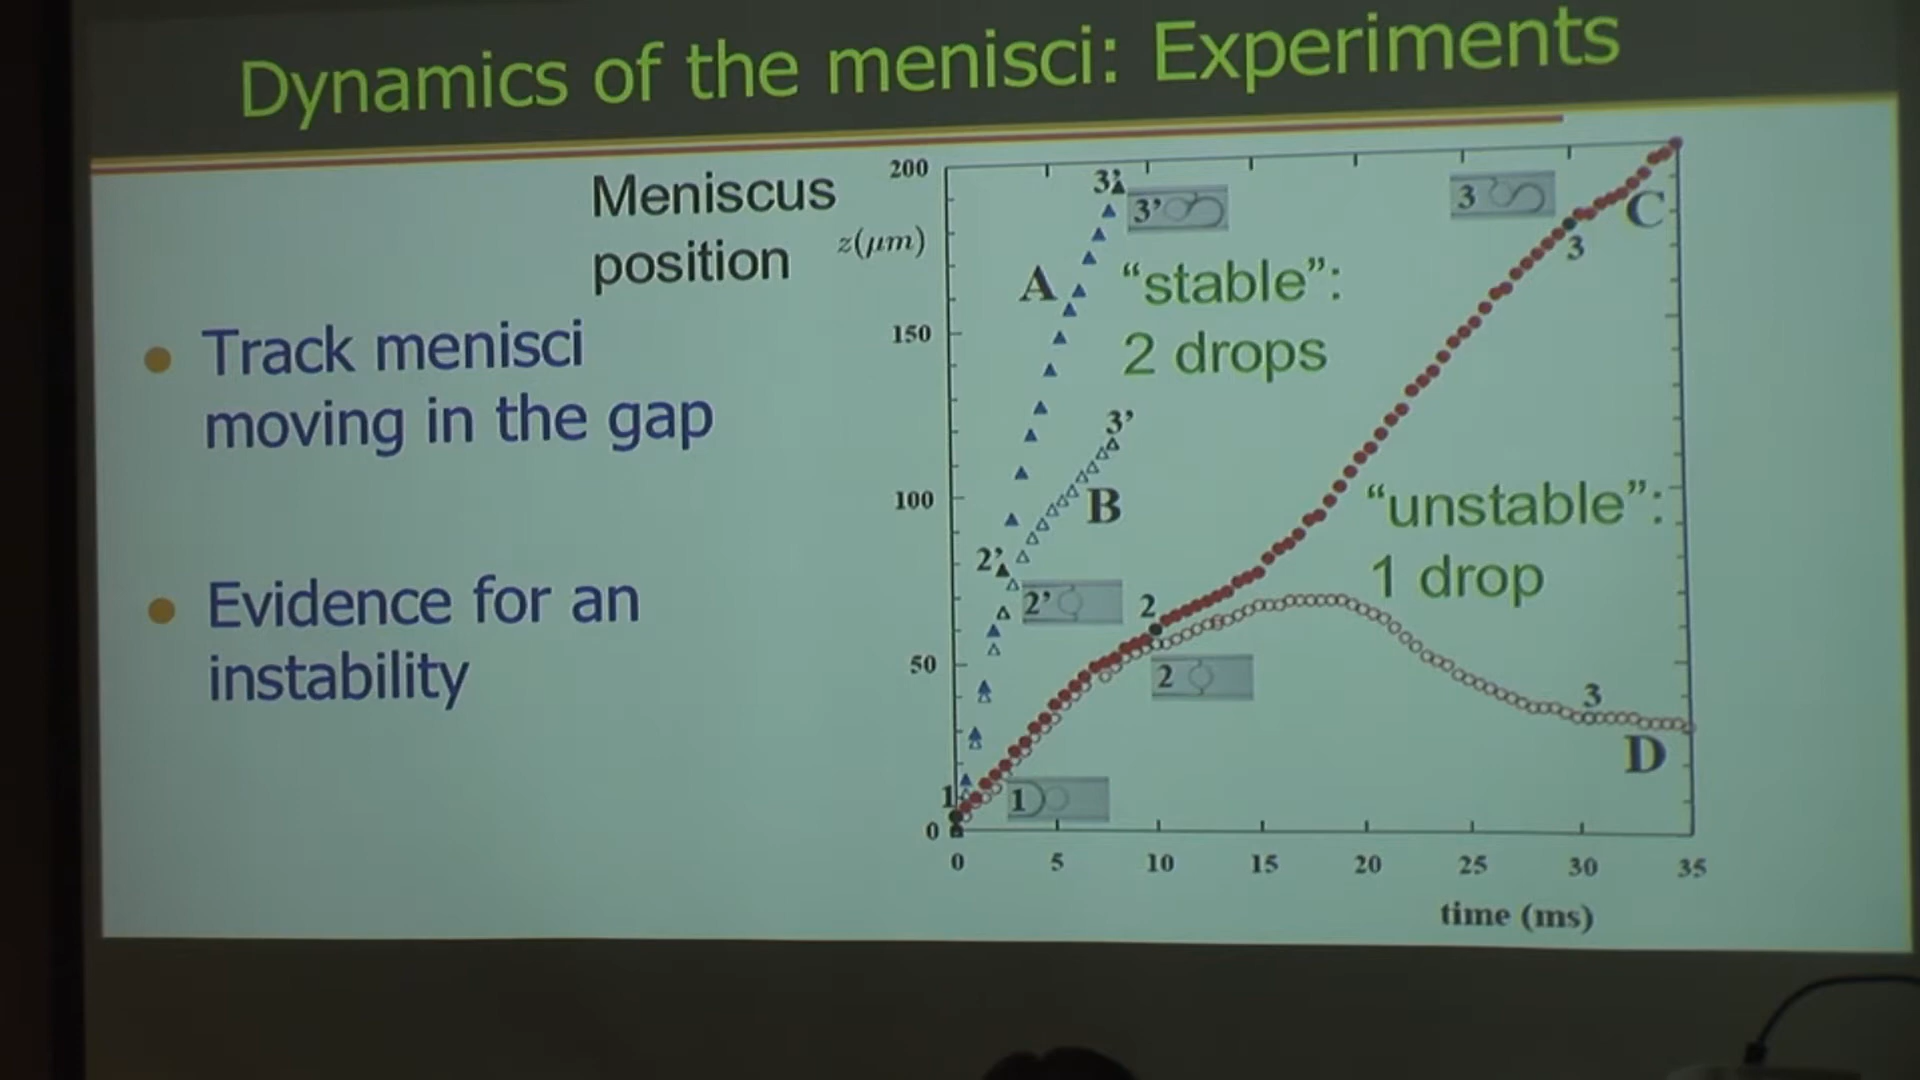 Dynamics of the menisci: Experiments
Meniscus
position
z(μm)
Track menisci
moving in the gap
Evidence for an
instability
200
150
100
50
0
0 5 10 15 20 25 30 35
time (ms)
3'
3'
3
C
3
A
"stable":
2 drops
3'
B
"unstable":
1 drop
2'
2'
2
2
3
D
1
1